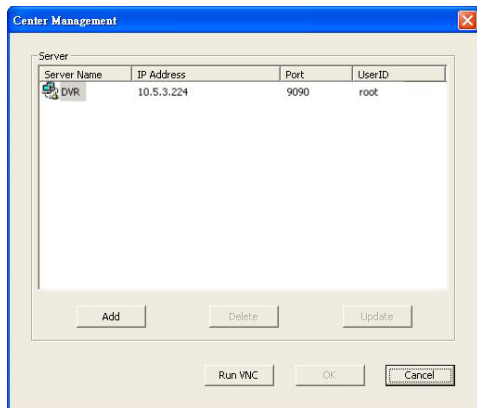 Center Management
Server
Server Name IP Address Port UserID
DVR 10.5.3.224 9090 root
Add Delete Update
Run VNC OK Cancel